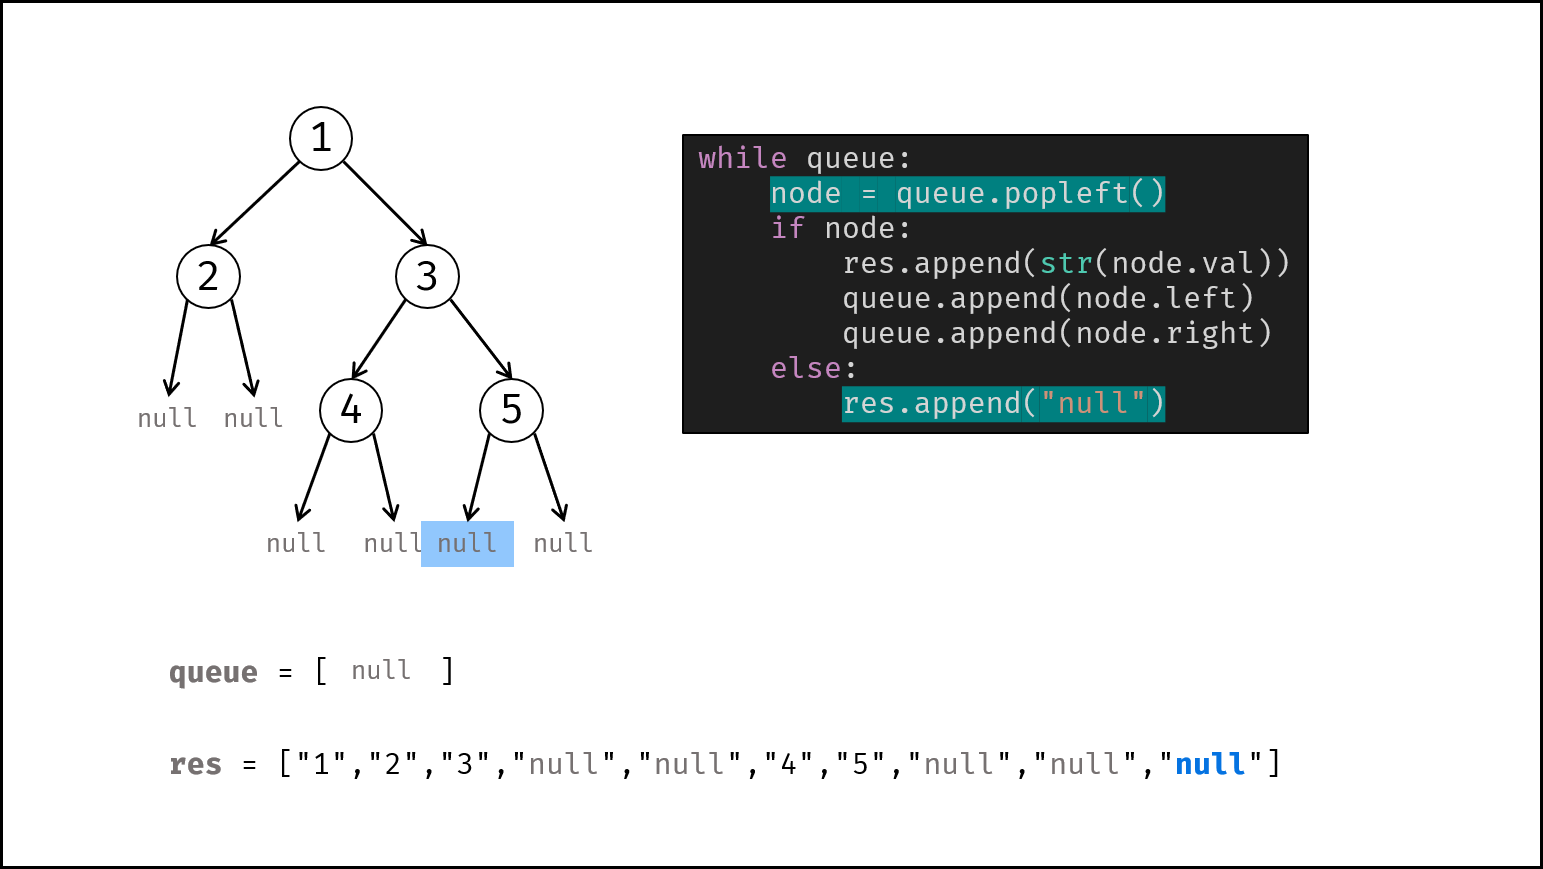 1
2 3
null null 4 5
null null null null
while queue:
    node = queue.popleft()
    if node:
        res.append(str(node.val))
        queue.append(node.left)
        queue.append(node.right)
    else:
        res.append("null")
queue = [ null ]
res = ["1","2","3","null","null","4","5","null","null","null"]